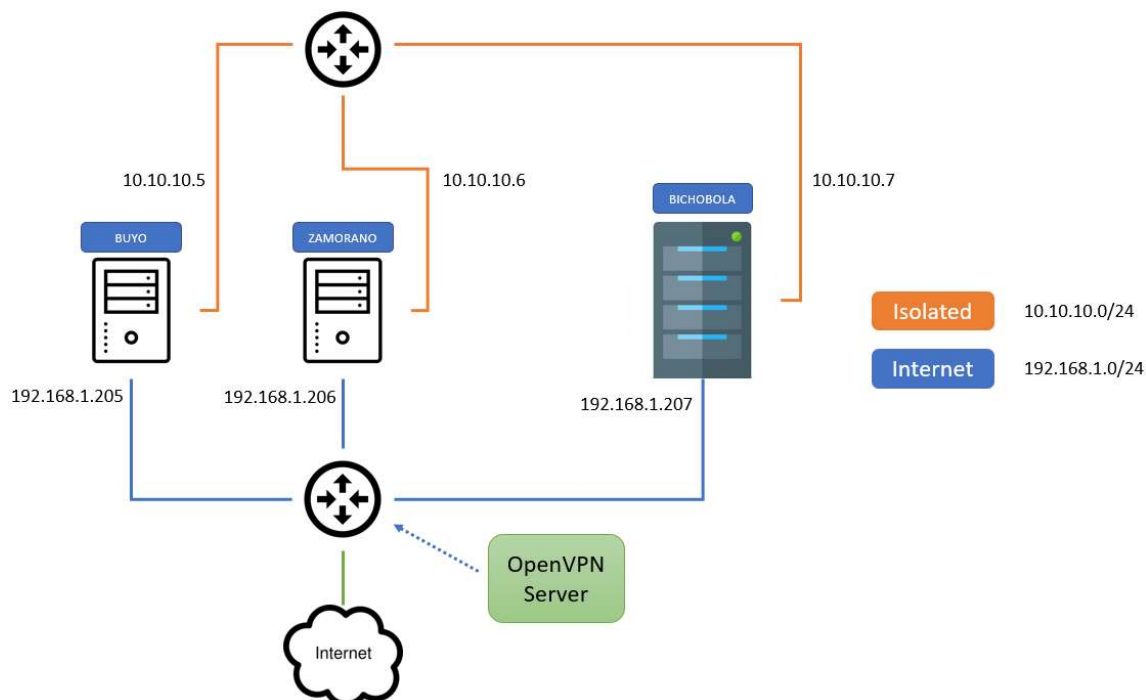 10.10.10.5
10.10.10.6
10.10.10.7
BICHOBOLA
BUYO
ZAMORANO
Isolated
10.10.10.0/24
Internet
192.168.1.0/24
192.168.1.205
192.168.1.206
192.168.1.207
OpenVPN
Server
Internet